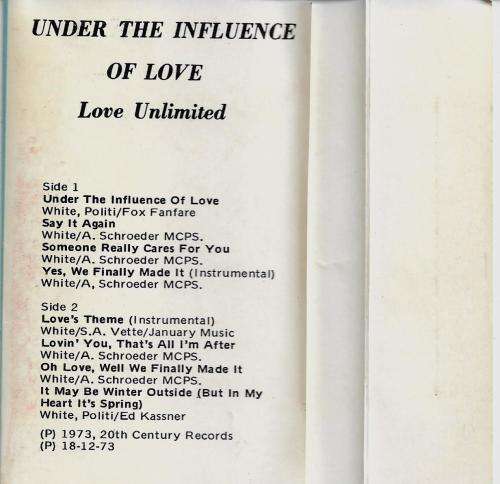 UNDER THE INFLUENCE
OF LOVE
Love Unlimited
Side 1
Under The Influence Of Love
White, Politi/Fox Fanfare
Say It Again
White/A. Schroeder MCPS.
Someone Really Cares For You
White/A. Schroeder MCPS.
Yes, We Finally Made It (Instrumental)
White/A, Schroeder MCPS.
Side 2
Love's Theme (Instrumental)
White/S.A. Vette/January Music
Lovin' You, That's All I'm After
White/A. Schroeder MCPS.
Oh Love, Well We Finally Made It
White/A. Schroeder MCPS.
It May Be Winter Outside (But In My
Heart It's Spring)
White, Politi/Ed Kassner
(P) 1973, 20th Century Records
(P) 18-12-73